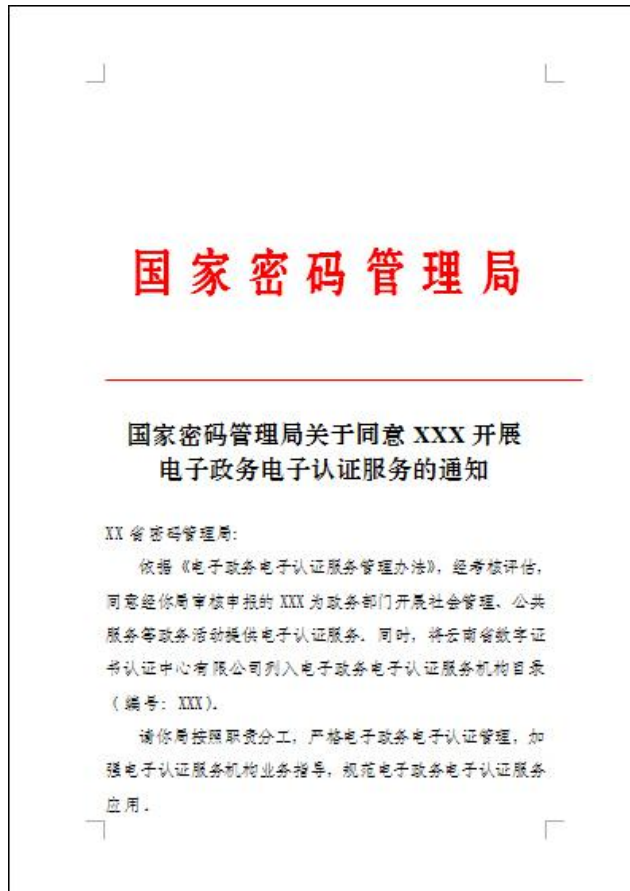 国家密码管理局
国家密码管理局关于同意 XXX 开展
电子政务电子认证服务的通知
XX 省密码管理局:
依据《电子政务电子认证服务管理办法》, 经考核评估,
同意经你局审核申报的 XXX 为政务部门开展社会管理、公共
服务等政务活动提供电子认证服务. 同时, 将云南省数字证
书认证中心有限公司列入电子政务电子认证服务机构目录
( 编号: XXX).
请你局按照职责分工, 严格电子政务电子认证管理, 加
强电子认证服务机构业务指导, 规范电子政务电子认证服务
应用.